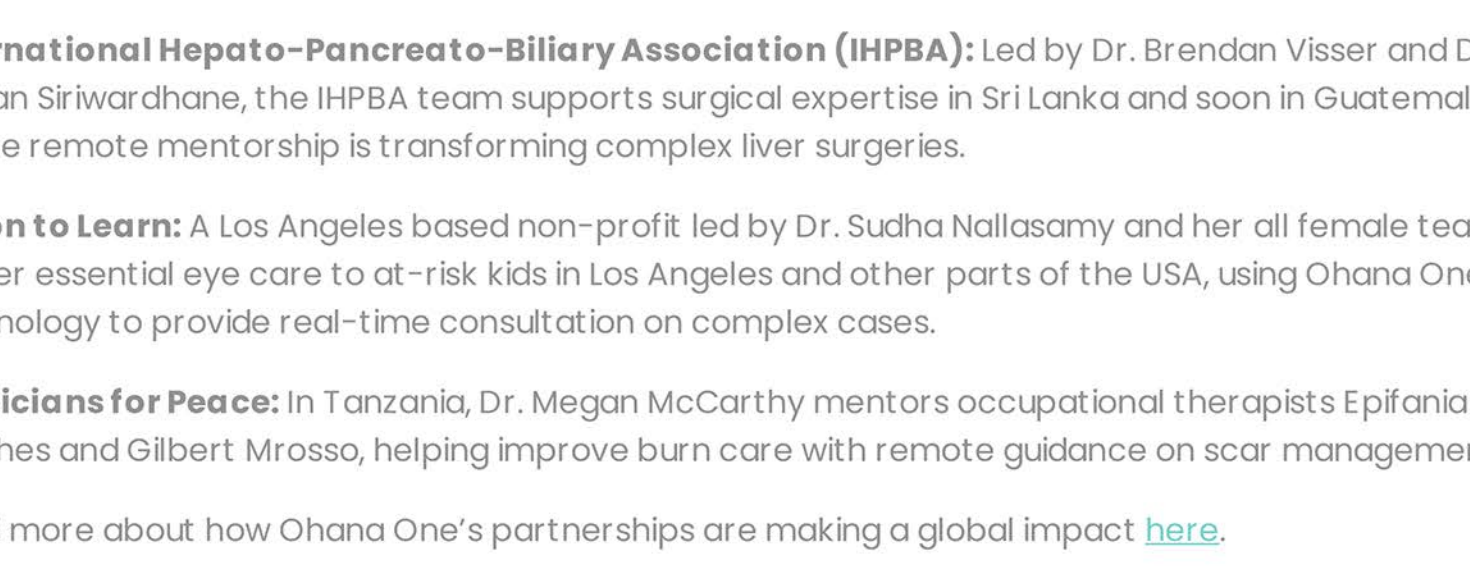 rnational Hepato-Pancreato-Biliary Association (IHPBA): Led by Dr. Brendan Visser and D
an Siriwardhane, the IHPBA team supports surgical expertise in Sri Lanka and soon in Guatemal
e remote mentorship is transforming complex liver surgeries.
on to Learn: A Los Angeles based non-profit led by Dr. Sudha Nallasamy and her all female tea
er essential eye care to at-risk kids in Los Angeles and other parts of the USA, using Ohana One
nology to provide real-time consultation on complex cases.
icians for Peace: In Tanzania, Dr. Megan McCarthy mentors occupational therapists Epifania
hes and Gilbert Mrosso, helping improve burn care with remote guidance on scar managemen
more about how Ohana One’s partnerships are making a global impact here.